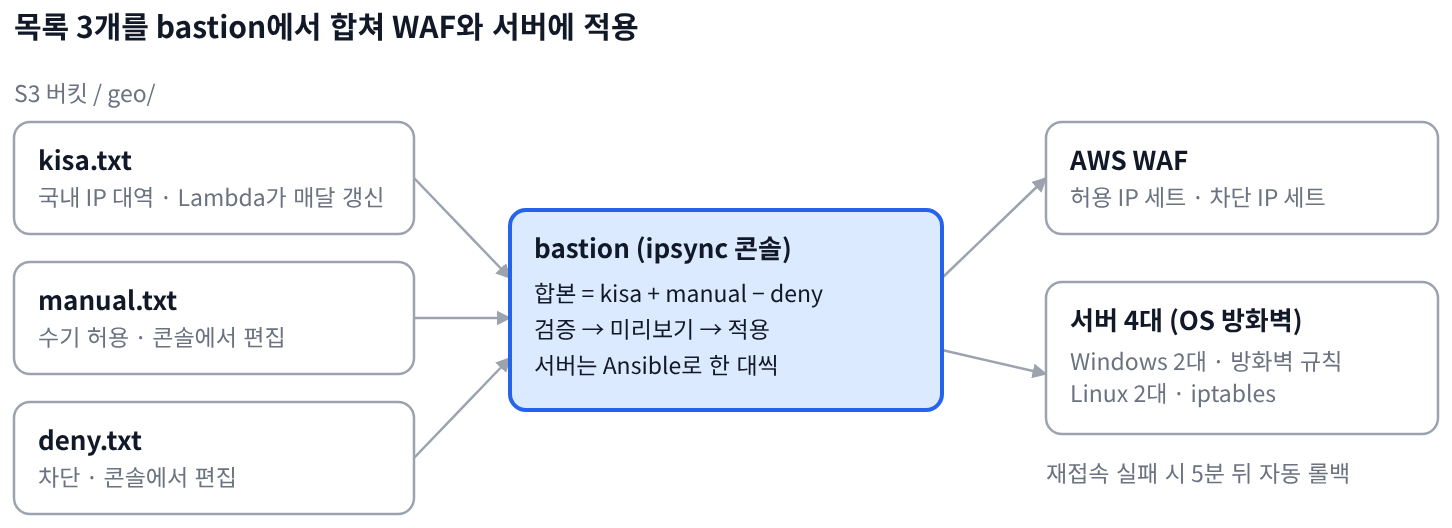 목록 3개를 bastion에서 합쳐 WAF와 서버에 적용
S3 버킷 / geo/
kisa.txt
국내 IP 대역 · Lambda가 매달 갱신
manual.txt
수기 허용 · 콘솔에서 편집
deny.txt
차단 · 콘솔에서 편집
bastion (ipsync 콘솔)
합본 = kisa + manual − deny
검증 → 미리보기 → 적용
서버는 Ansible로 한 대씩
AWS WAF
허용 IP 세트 · 차단 IP 세트
서버 4대 (OS 방화벽)
Windows 2대 · 방화벽 규칙
Linux 2대 · iptables
재접속 실패 시 5분 뒤 자동 롤백